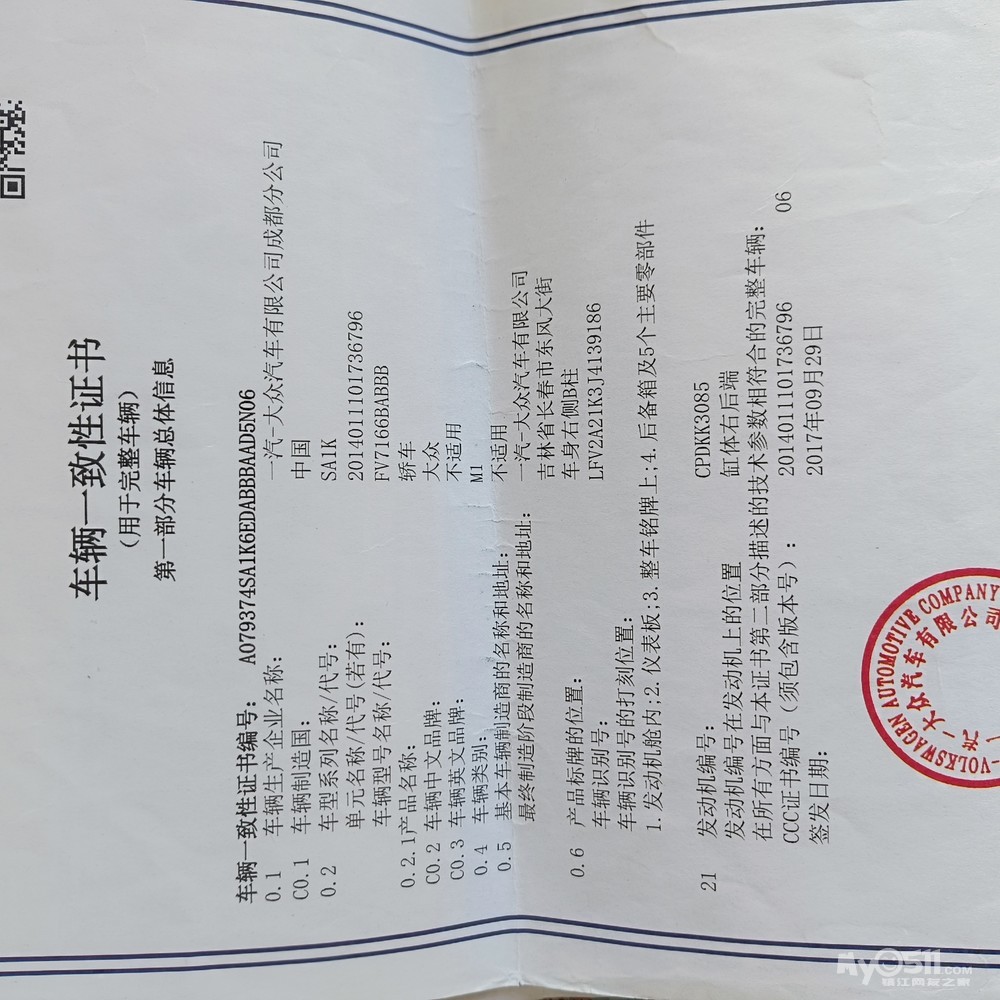 车辆一致性证书
(用于完整车辆)
第一部分车辆总体信息
车辆一致性证书编号: A079374SA1K6EDABBBBAAD5N06
0.1 车辆生产企业名称: 一汽-大众汽车有限公司成都分公司
C0.1 车辆制造国: 中国
0.2 车型系列名称/代号: SA1K
单元名称/代号(若有): 2014011101736796
车辆型号名称/代号: FV7166BABBB
0.2.1产品名称: 轿车
C0.2 车辆中文品牌: 大众
C0.3 车辆英文品牌: 不适用
0.4 车辆类别: M1
0.5 基本车辆制造商的名称和地址: 不适用
最终制造阶段制造商的名称和地址: 一汽-大众汽车有限公司
吉林省长春市东风大街
0.6 产品标牌的位置: 车身右侧B柱
车辆识别号: LFV2A21K3J4139186
车辆识别号的打刻位置:
1.发动机舱内;2.仪表板;3.整车铭牌上;4.后备箱及5个主要零部件
21 发动机编号: CPDKK3085
发动机编号在发动机上的位置 缸体右后端
在所有方面与本证书第二部分描述的技术参数相符合的完整车辆: 06
CCC证书编号(须包含版本号): 2014011101736796
签发日期: 2017年09月29日
-VOLKSWAGEN AUTOMOTIVE COMPANY
大众汽车有限公司
My0511.COM
镇江网友之家